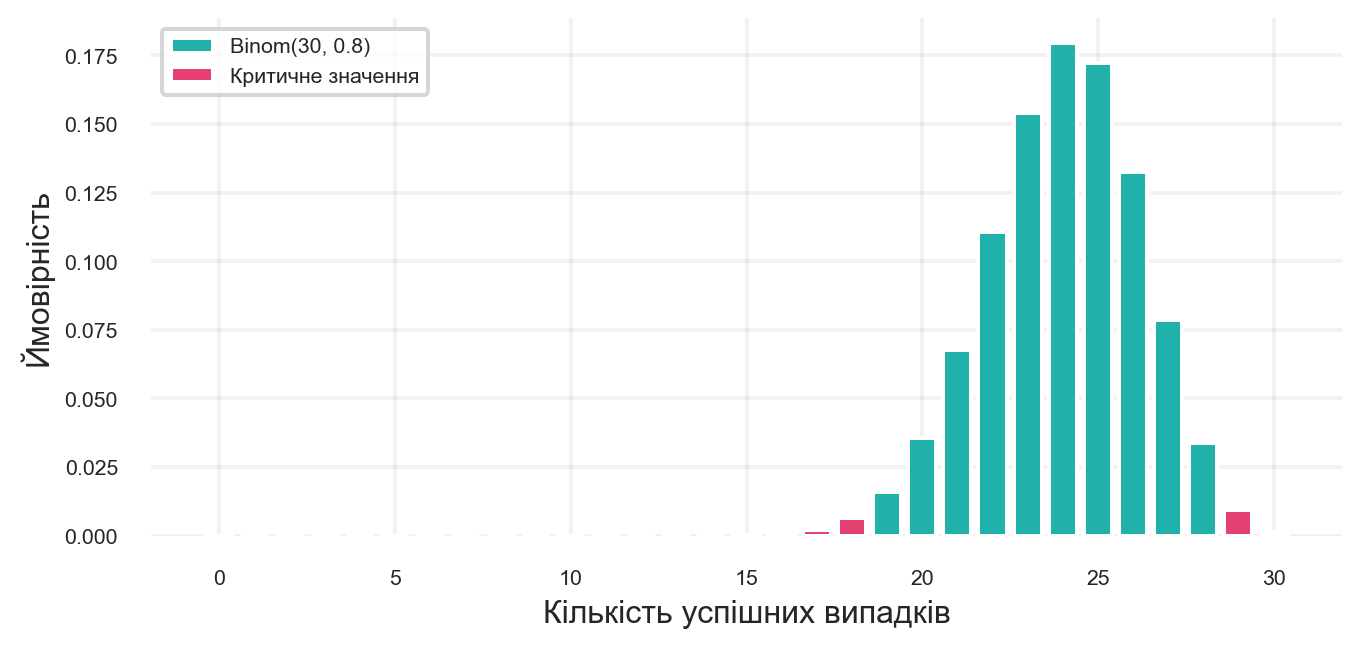 Binom(30, 0.8)
Критичне значення
0.175
0.150
0.125
0.100
0.075
0.050
0.025
0.000
Ймовірність
0 5 10 15 20 25 30
Кількість успішних випадків